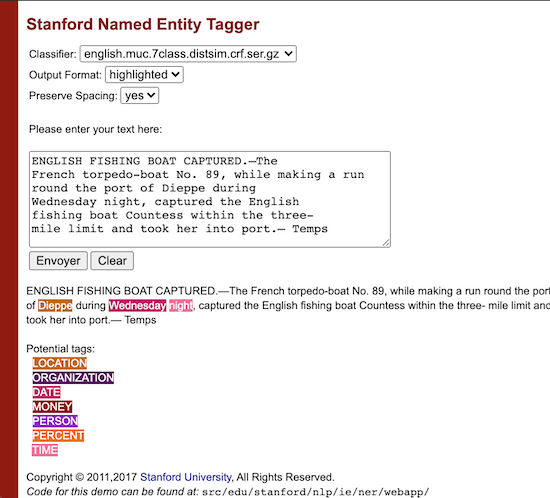 Stanford Named Entity Tagger
Classifier: english.muc.7class.distsim.crf.ser.gz
Output Format: highlighted
Preserve Spacing: yes
Please enter your text here:
ENGLISH FISHING BOAT CAPTURED.—The
French torpedo-boat No. 89, while making a run
round the port of Dieppe during
Wednesday night, captured the English
fishing boat Countess within the three-
mile limit and took her into port.— Temps
Envoyer Clear
ENGLISH FISHING BOAT CAPTURED.—The French torpedo-boat No. 89, while making a run round the port
of Dieppe during Wednesday night, captured the English fishing boat Countess within the three- mile limit and
took her into port.— Temps
Potential tags:
LOCATION
ORGANIZATION
DATE
MONEY
PERSON
PERCENT
TIME
Copyright © 2011,2017 Stanford University, All Rights Reserved.
Code for this demo can be found at: src/edu/stanford/nlp/ie/ner/webapp/